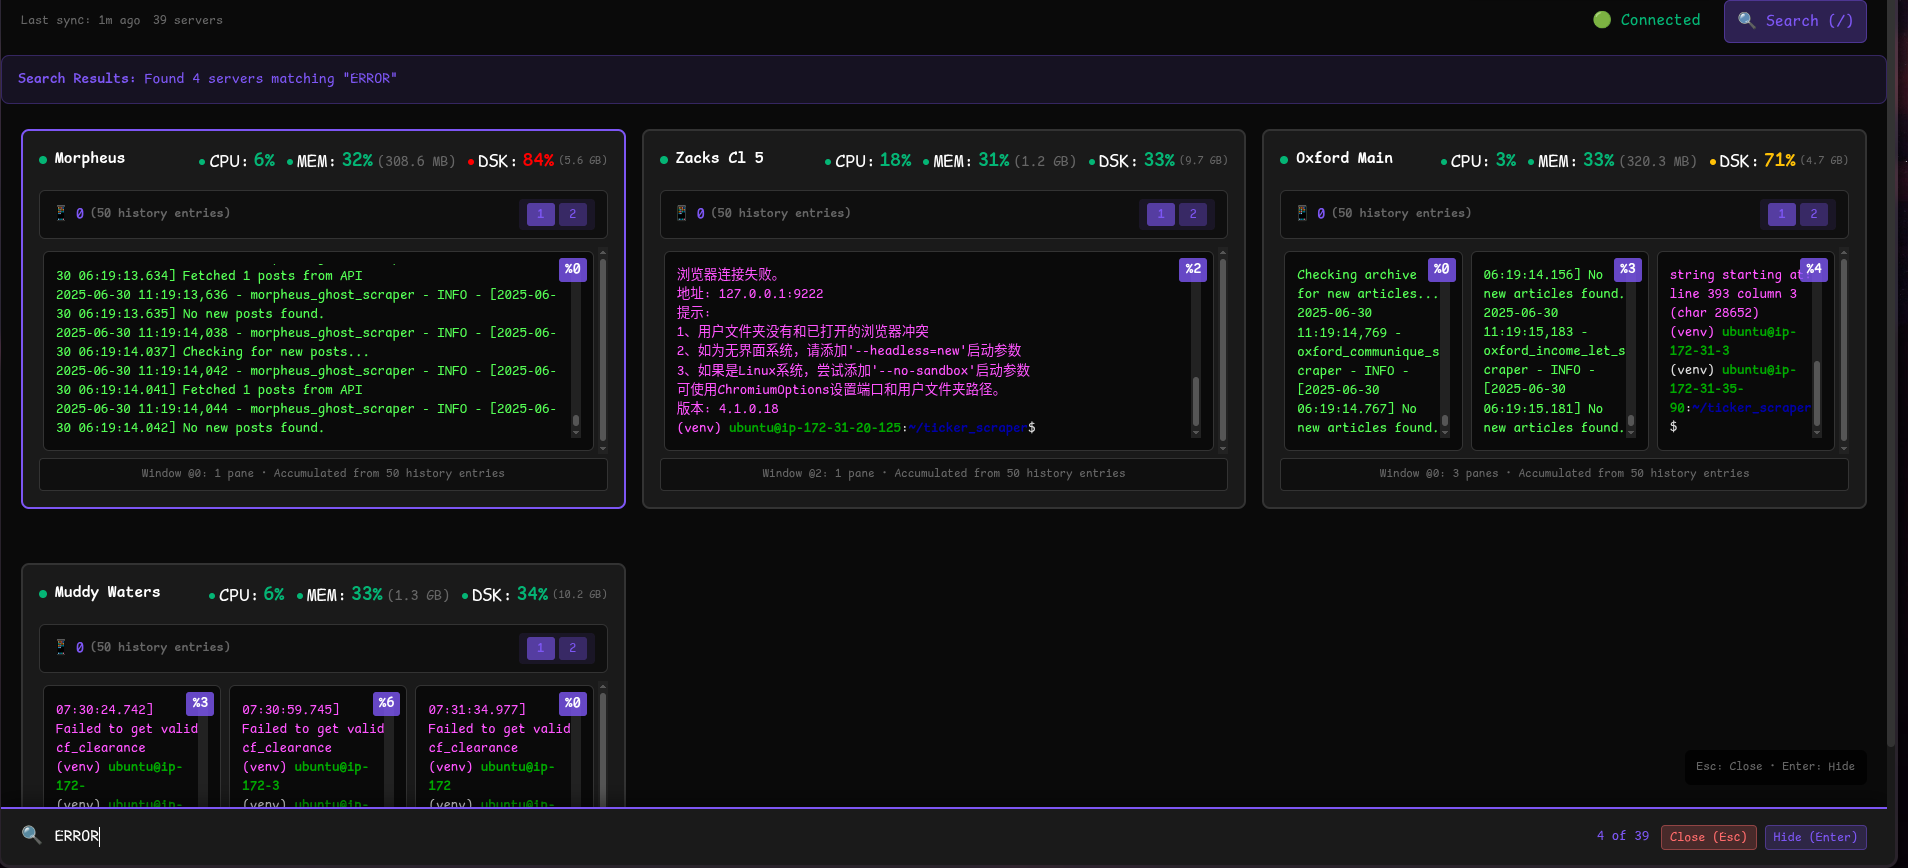 Last sync: 1m ago 39 servers
Connected
Search (/)
Search Results: Found 4 servers matching "ERROR"
Morpheus
CPU: 6% MEM: 32% (308.6 MB) DSK: 84% (5.6 GB)
0 (50 history entries)
1 2
%0
30 06:19:13.634] Fetched 1 posts from API
2025-06-30 11:19:13,636 - morpheus_ghost_scraper - INFO - [2025-06-
30 06:19:13.635] No new posts found.
2025-06-30 11:19:14,038 - morpheus_ghost_scraper - INFO - [2025-06-
30 06:19:14.037] Checking for new posts...
2025-06-30 11:19:14,042 - morpheus_ghost_scraper - INFO - [2025-06-
30 06:19:14.041] Fetched 1 posts from API
2025-06-30 11:19:14,044 - morpheus_ghost_scraper - INFO - [2025-06-
30 06:19:14.042] No new posts found.
Window @0: 1 pane · Accumulated from 50 history entries
Zacks Cl 5
CPU: 18% MEM: 31% (1.2 GB) DSK: 33% (9.7 GB)
0 (50 history entries)
1 2
%2
浏览器连接失败。
地址: 127.0.0.1:9222
提示:
1、用户文件夹没有和已打开的浏览器冲突
2、如为无界面系统，请添加'--headless=new'启动参数
3、如果是Linux系统，尝试添加'--no-sandbox'启动参数
可使用ChromiumOptions设置端口和用户文件夹路径。
版本: 4.1.0.18
(venv) ubuntu@ip-172-31-20-125:~/ticker_scraper$
Window @2: 1 pane · Accumulated from 50 history entries
Oxford Main
CPU: 3% MEM: 33% (320.3 MB) DSK: 71% (4.7 GB)
0 (50 history entries)
1 2
%0
Checking archive
for new articles...
2025-06-30
11:19:14,769 -
oxford_communique_s
craper - INFO -
[2025-06-30
06:19:14.767] No
new articles found.
%3
06:19:14.156] No
new articles found.
2025-06-30
11:19:15,183 -
oxford_income_let_s
craper - INFO -
[2025-06-30
06:19:15.181] No
new articles found.
%4
string starting at
line 393 column 3
(char 28652)
(venv) ubuntu@ip-
172-31-3
(venv) ubuntu@ip-
172-31-35-
90:~/ticker_scraper
$
Window @0: 3 panes · Accumulated from 50 history entries
Muddy Waters
CPU: 6% MEM: 33% (1.3 GB) DSK: 34% (10.2 GB)
0 (50 history entries)
1 2
%3
07:30:24.742]
Failed to get valid
cf_clearance
(venv) ubuntu@ip-
172-
(venv) ubuntu@ip-
%6
07:30:59.745]
Failed to get valid
cf_clearance
(venv) ubuntu@ip-
172-3
(venv) ubuntu@ip-
%0
07:31:34.977]
Failed to get valid
cf_clearance
(venv) ubuntu@ip-
172
(venv) ubuntu@ip-
Esc: Close · Enter: Hide
ERROR
4 of 39
Close (Esc)
Hide (Enter)